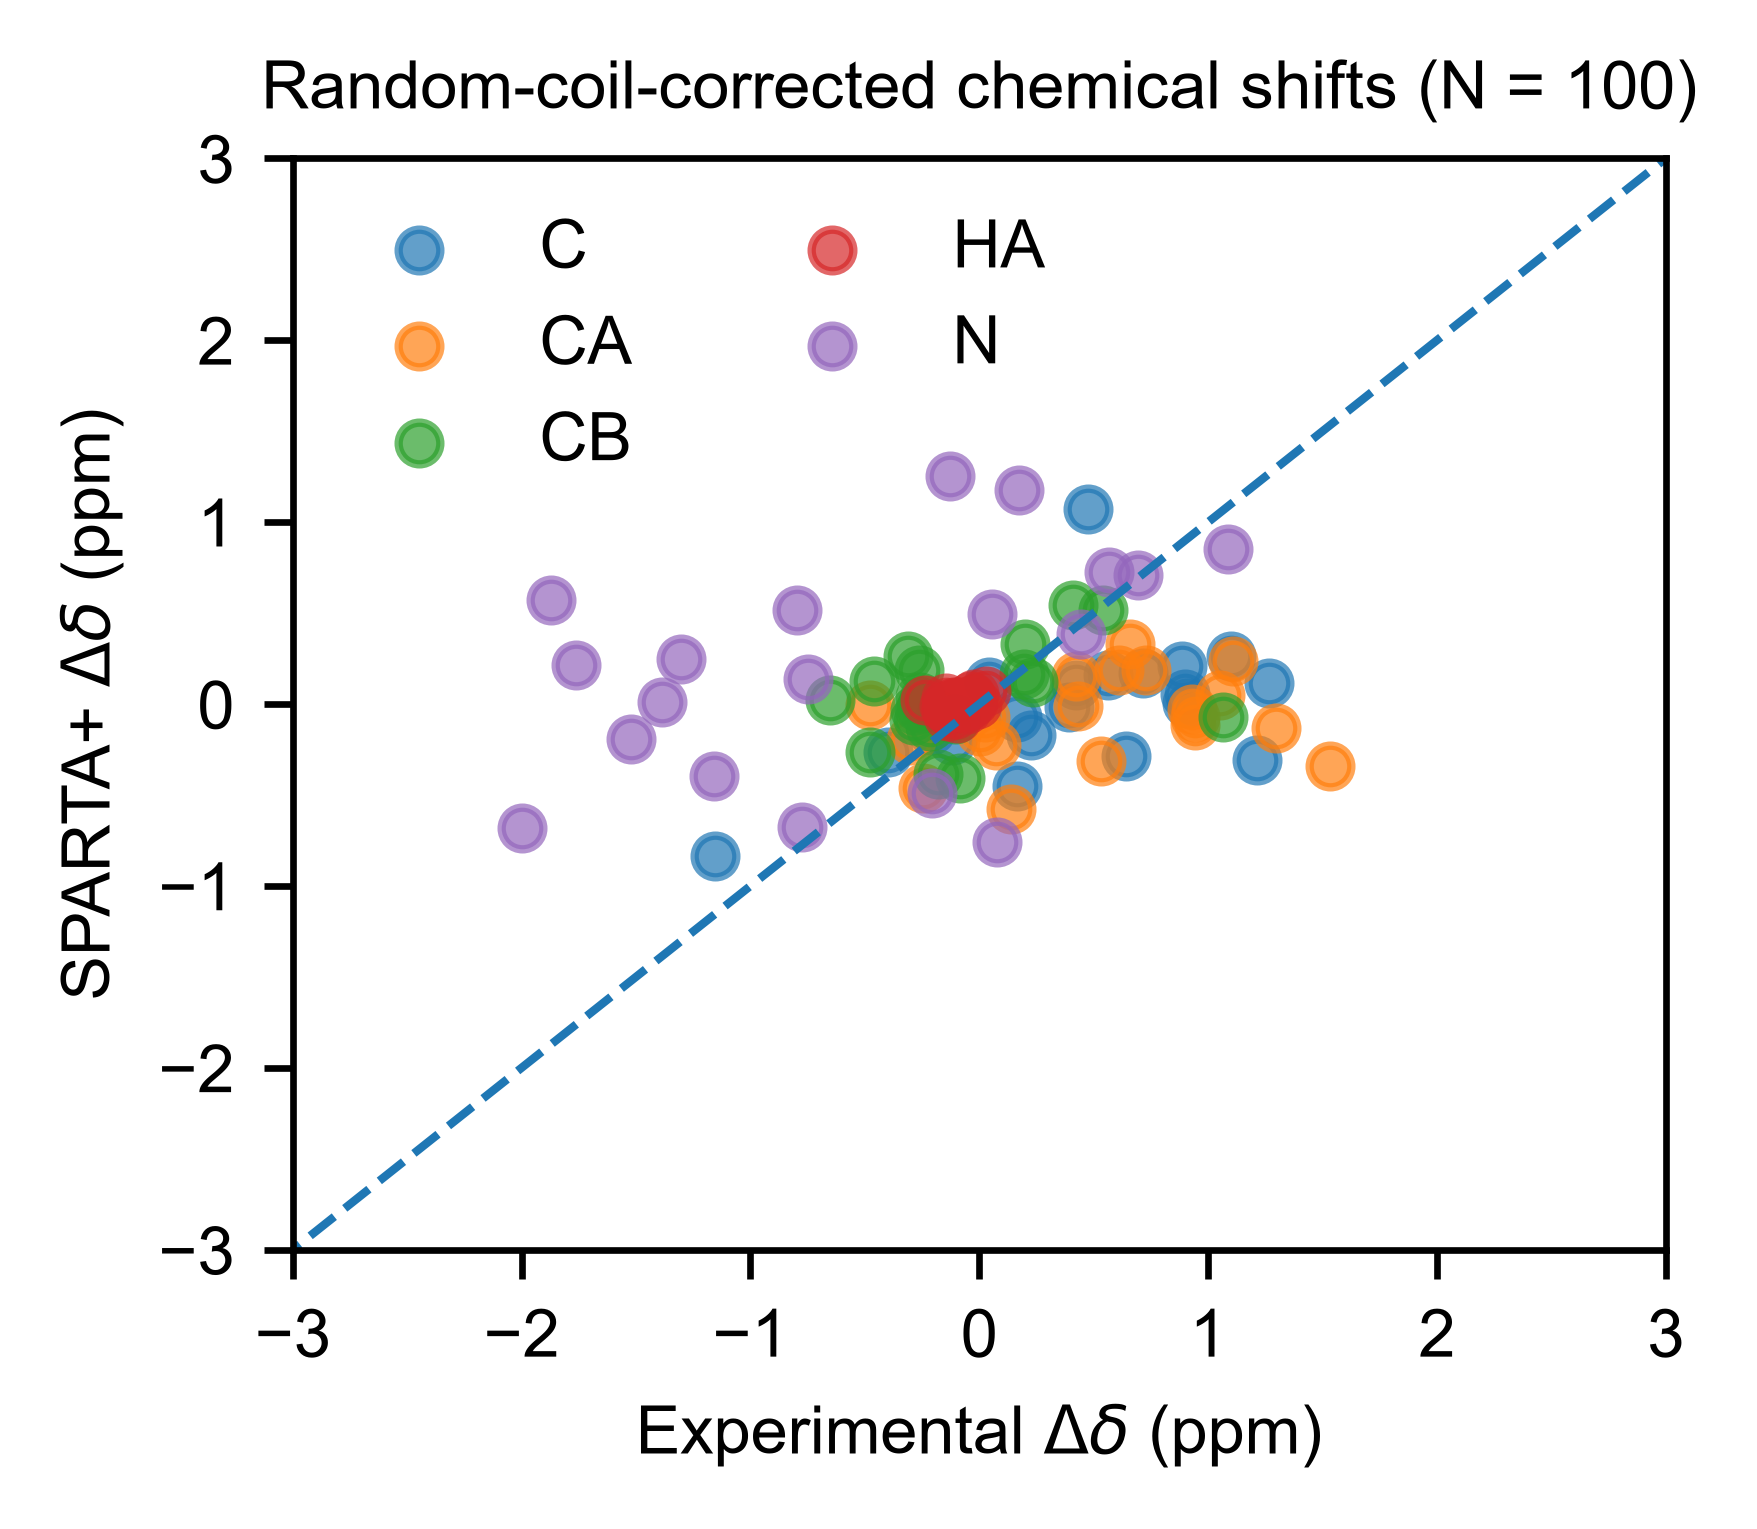 Random-coil-corrected chemical shifts (N = 100)
3
2
1
0
−1
−2
−3
SPARTA+ Δδ (ppm)
C
CA
CB
HA
N
−3
−2
−1
0
1
2
3
Experimental Δδ (ppm)